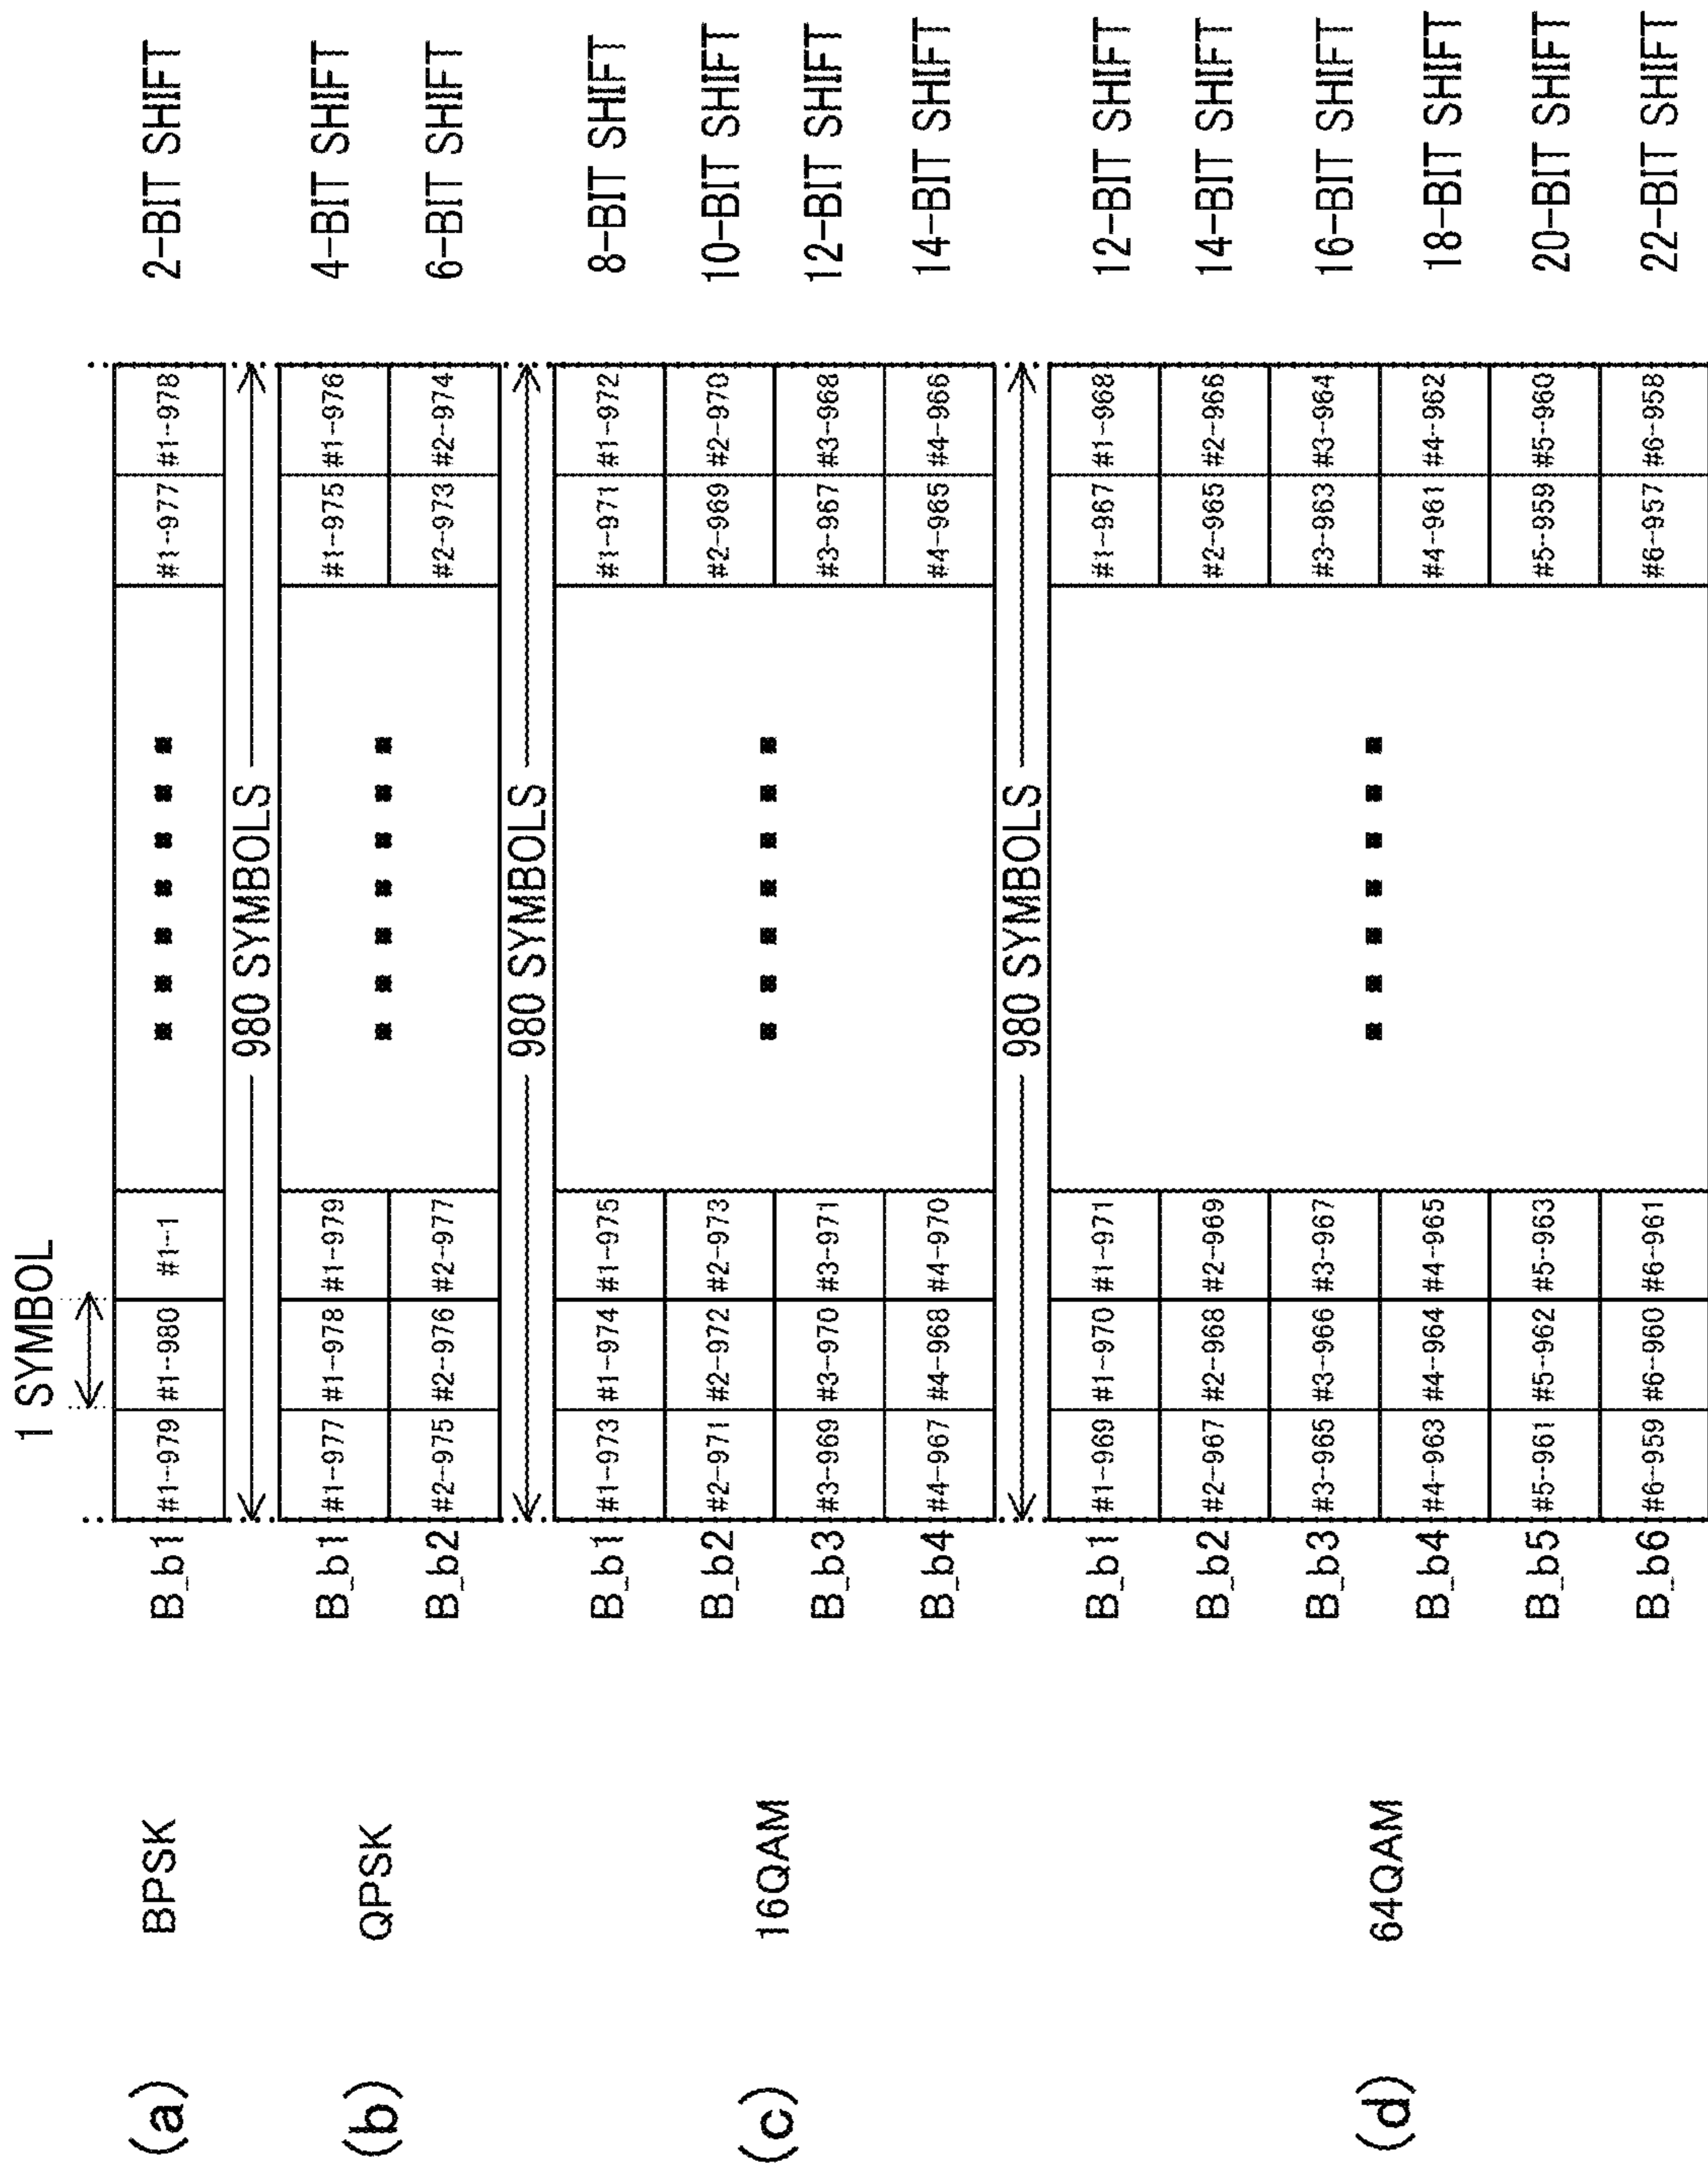 1 SYMBOL
(a) BPSK B_b1 #1-979 #1-980 #1-1 #1-977 #1-978 2-BIT SHIFT
980 SYMBOLS
(b) QPSK B_b1 #1-977 #1-978 #1-979 #1-975 #1-976 4-BIT SHIFT
B_b2 #2-975 #2-976 #2-977 #2-973 #2-974 6-BIT SHIFT
980 SYMBOLS
(c) 16QAM B_b1 #1-973 #1-974 #1-975 #1-971 #1-972 8-BIT SHIFT
B_b2 #2-971 #2-972 #2-973 #2-969 #2-970 10-BIT SHIFT
B_b3 #3-969 #3-970 #3-971 #3-967 #3-968 12-BIT SHIFT
B_b4 #4-967 #4-968 #4-970 #4-965 #4-966 14-BIT SHIFT
980 SYMBOLS
(d) 64QAM B_b1 #1-969 #1-970 #1-971 #1-967 #1-968 12-BIT SHIFT
B_b2 #2-967 #2-968 #2-969 #2-965 #2-966 14-BIT SHIFT
B_b3 #3-965 #3-966 #3-967 #3-963 #3-964 16-BIT SHIFT
B_b4 #4-963 #4-964 #4-965 #4-961 #4-962 18-BIT SHIFT
B_b5 #5-961 #5-962 #5-963 #5-959 #5-960 20-BIT SHIFT
B_b6 #6-959 #6-960 #6-961 #6-957 #6-958 22-BIT SHIFT